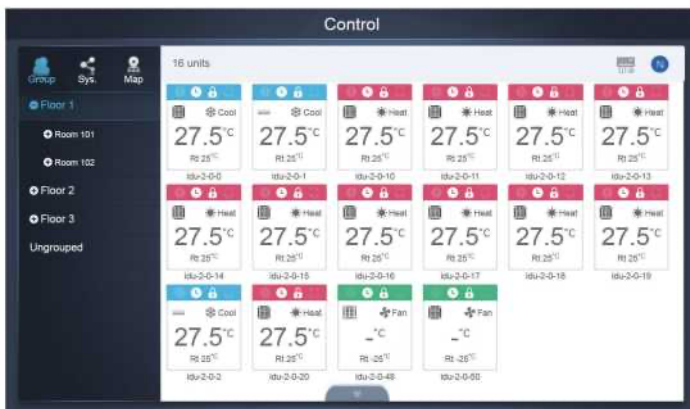 Control
Group Sys. Map
16 units
N
Floor 1
Room 101
Room 102
Floor 2
Floor 3
Ungrouped
Cool Cool Heat Heat Heat Heat
27.5°C 27.5°C 27.5°C 27.5°C 27.5°C 27.5°C
Rt 25°C Rt 25°C Rt 25°C Rt 25°C Rt 25°C Rt 25°C
Idu-2-0-0 Idu-2-0-1 Idu-2-0-10 Idu-2-0-11 Idu-2-0-12 Idu-2-0-13
Heat Heat Heat Heat Heat Heat
27.5°C 27.5°C 27.5°C 27.5°C 27.5°C 27.5°C
Rt 25°C Rt 25°C Rt 25°C Rt 25°C Rt 25°C Rt 25°C
Idu-2-0-14 Idu-2-0-15 Idu-2-0-16 Idu-2-0-17 Idu-2-0-18 Idu-2-0-19
Cool Heat Fan Fan
27.5°C 27.5°C _°C _°C
Rt 25°C Rt 25°C Rt -25°C Rt -25°C
Idu-2-0-2 Idu-2-0-20 Idu-2-0-48